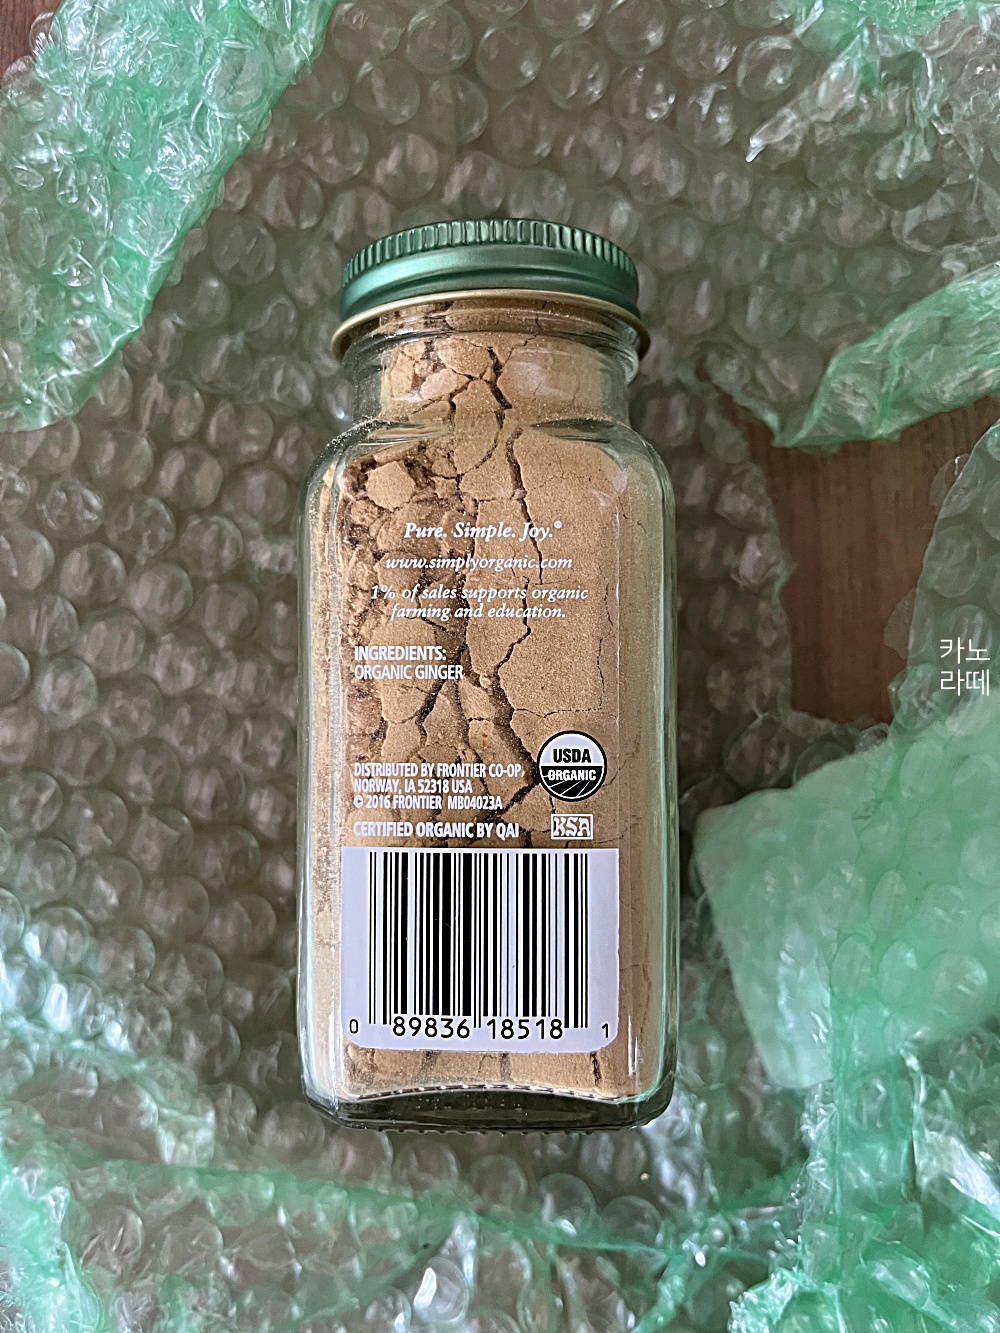 Pure. Simple. Joy.®
www.simplyorganic.com
1% of sales supports organic
farming and education.
INGREDIENTS:
ORGANIC GINGER
USDA
ORGANIC
DISTRIBUTED BY FRONTIER CO-OP,
NORWAY, IA 52318 USA
© 2016 FRONTIER MB04023A
CERTIFIED ORGANIC BY QAI
KSA
0 89836 18518 1
카노
라떼